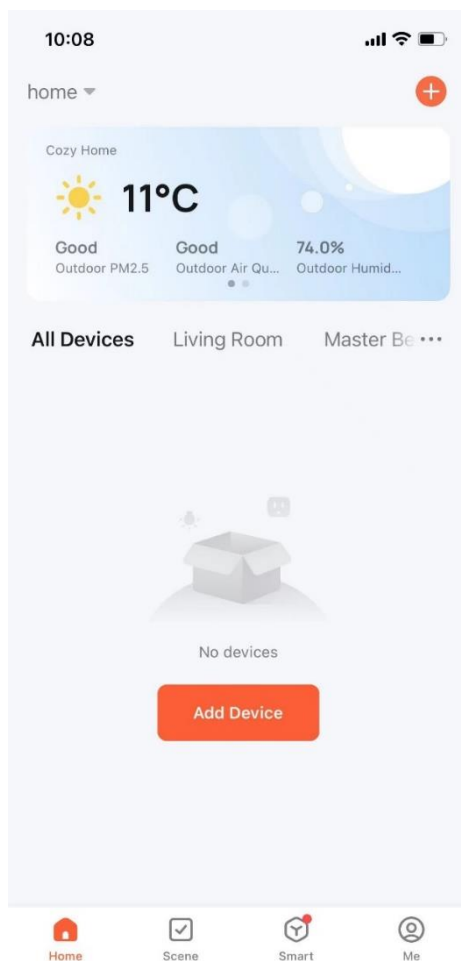 10:08
home
Cozy Home
11°C
Good Good 74.0%
Outdoor PM2.5 Outdoor Air Qu... Outdoor Humid...
All Devices Living Room Master Be ...
No devices
Add Device
Home Scene Smart Me